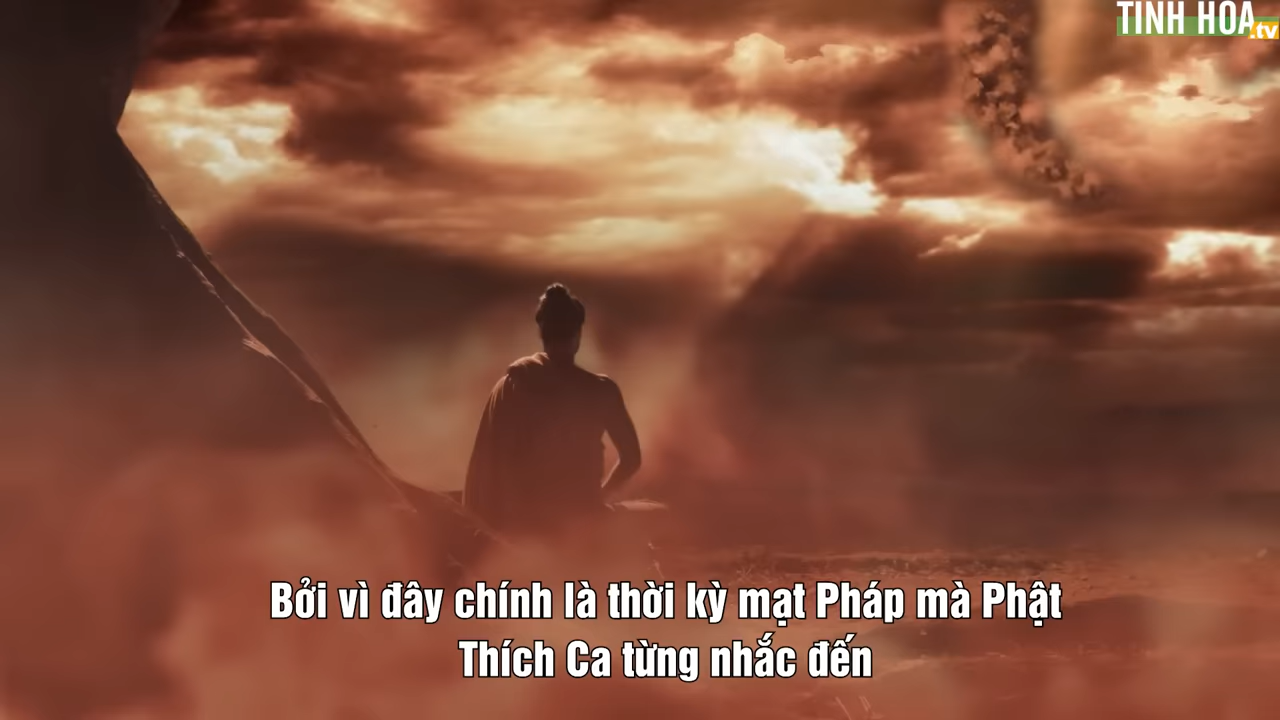 TINH HOA
.tv
Bởi vì đây chính là thời kỳ mạt Pháp mà Phật
Thích Ca từng nhắc đến